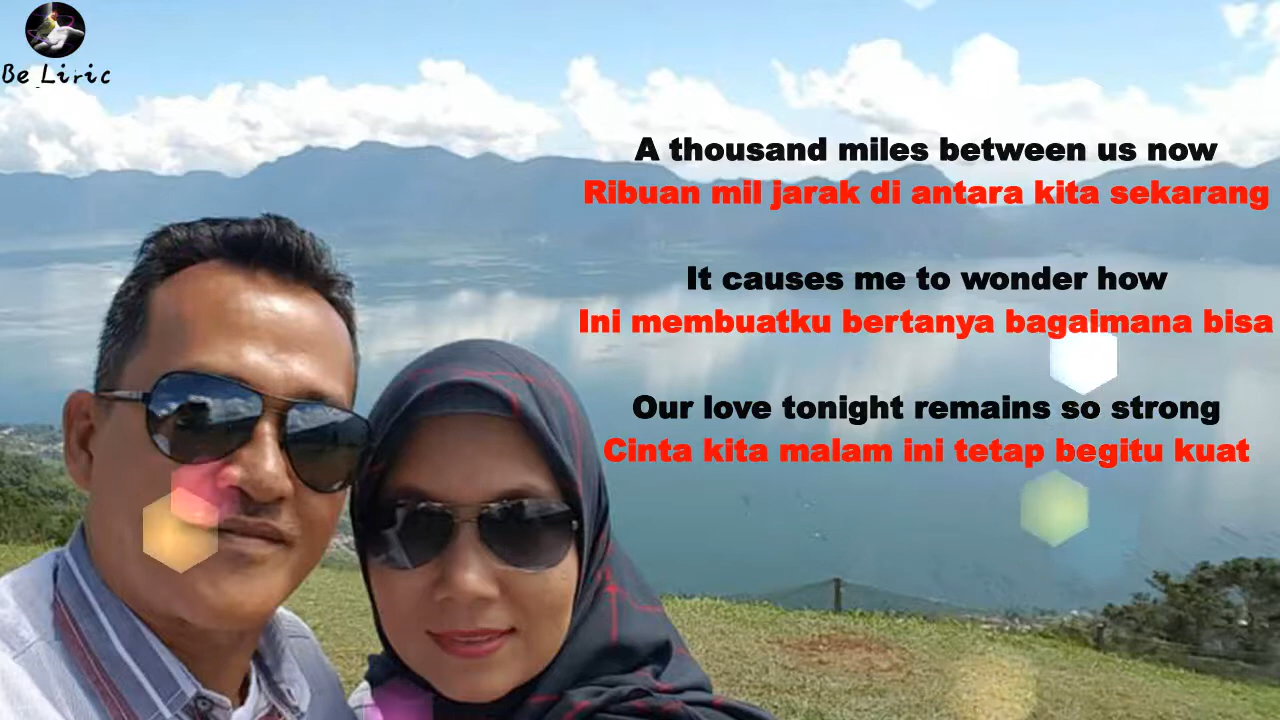 Be Liric
A thousand miles between us now
Ribuan mil jarak di antara kita sekarang
It causes me to wonder how
Ini membuatku bertanya bagaimana bisa
Our love tonight remains so strong
Cinta kita malam ini tetap begitu kuat